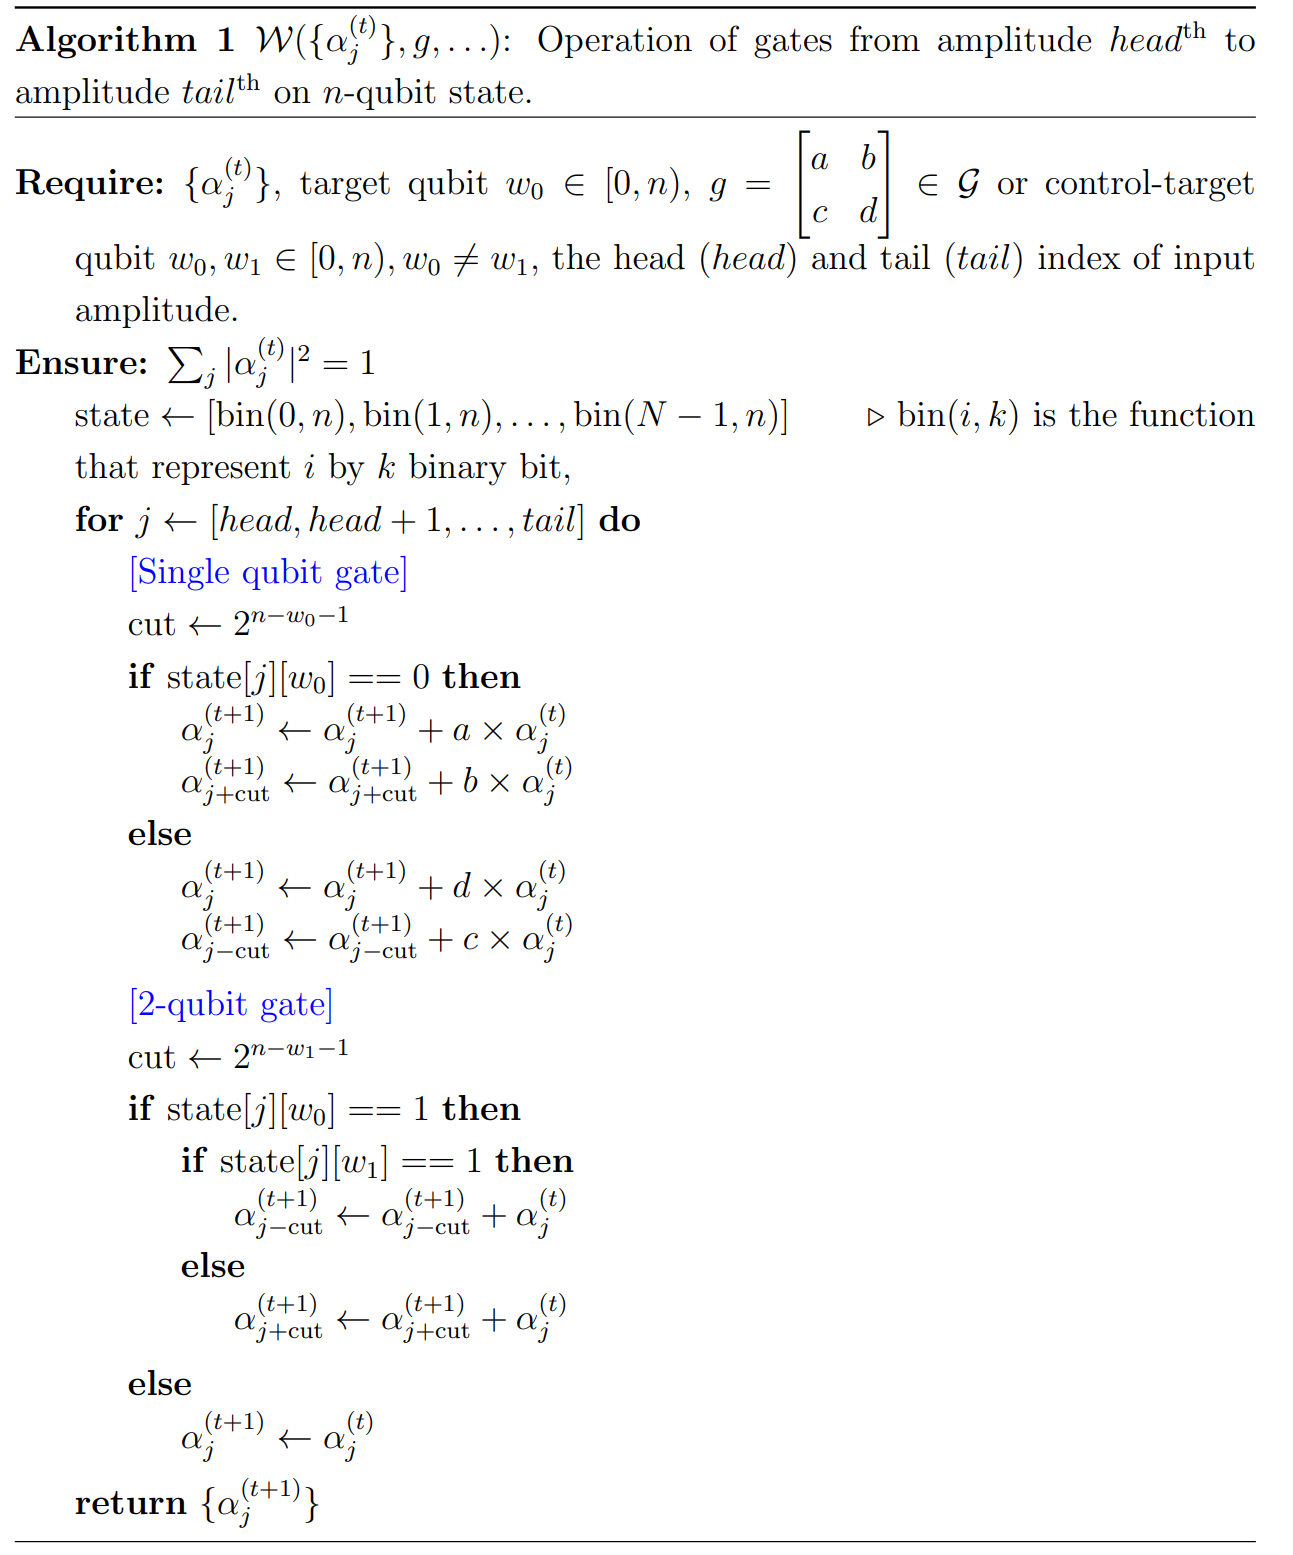 Algorithm 1 𝒲({α_j^{(t)}}, g, …): Operation of gates from amplitude head^{th} to
amplitude tail^{th} on n-qubit state.
Require: {α_j^{(t)}}, target qubit w_0 ∈ [0, n), g = [a b; c d] ∈ 𝒢 or control-target
qubit w_0, w_1 ∈ [0, n), w_0 ≠ w_1, the head (head) and tail (tail) index of input
amplitude.
Ensure: ∑_j |α_j^{(t)}|^2 = 1
state ← [bin(0, n), bin(1, n), …, bin(N − 1, n)] ▷ bin(i, k) is the function
that represent i by k binary bit,
for j ← [head, head + 1, …, tail] do
[Single qubit gate]
cut ← 2^{n−w_0−1}
if state[j][w_0] == 0 then
α_j^{(t+1)} ← α_j^{(t+1)} + a × α_j^{(t)}
α_{j+cut}^{(t+1)} ← α_{j+cut}^{(t+1)} + b × α_j^{(t)}
else
α_j^{(t+1)} ← α_j^{(t+1)} + d × α_j^{(t)}
α_{j−cut}^{(t+1)} ← α_{j−cut}^{(t+1)} + c × α_j^{(t)}
[2-qubit gate]
cut ← 2^{n−w_1−1}
if state[j][w_0] == 1 then
if state[j][w_1] == 1 then
α_{j−cut}^{(t+1)} ← α_{j−cut}^{(t+1)} + α_j^{(t)}
else
α_{j+cut}^{(t+1)} ← α_{j+cut}^{(t+1)} + α_j^{(t)}
else
α_j^{(t+1)} ← α_j^{(t)}
return {α_j^{(t+1)}}